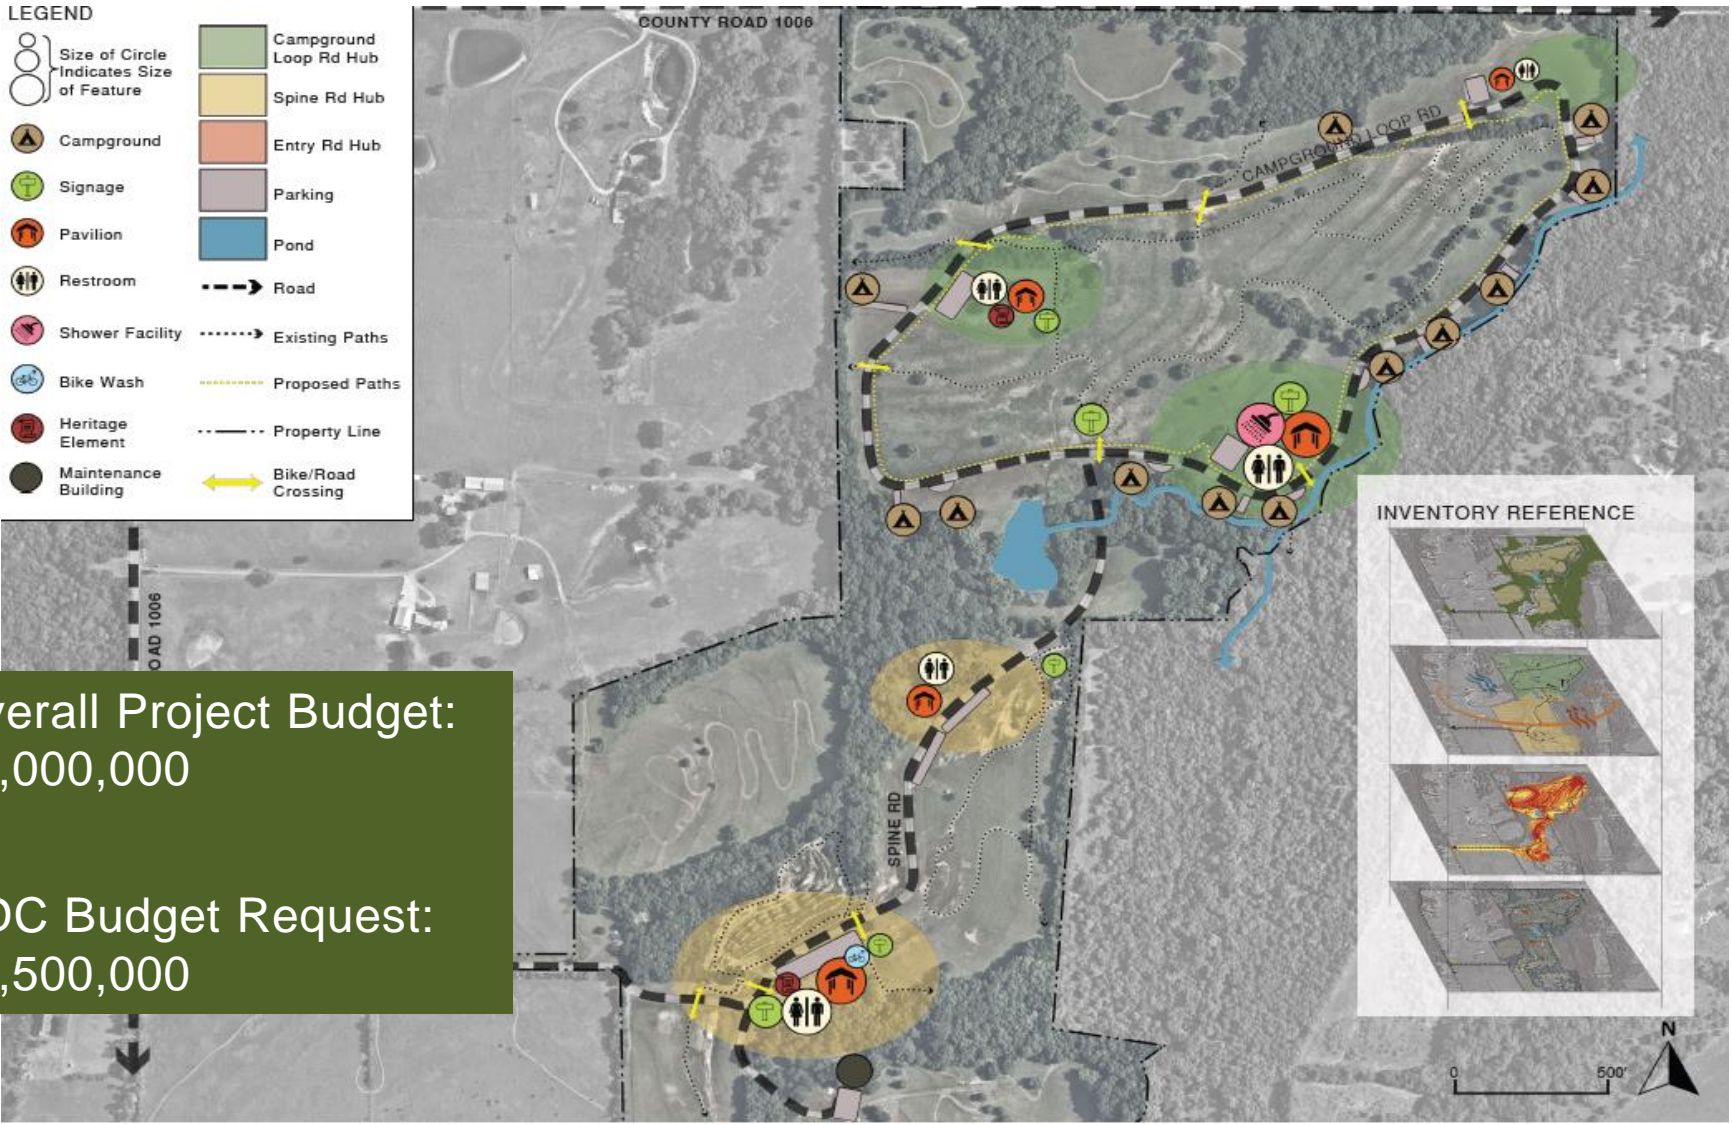 LEGEND
Size of Circle
Indicates Size
of Feature
Campground
Signage
Pavilion
Restroom
Shower Facility
Bike Wash
Heritage
Element
Maintenance
Building
Campground
Loop Rd Hub
Spine Rd Hub
Entry Rd Hub
Parking
Pond
Road
Existing Paths
Proposed Paths
Property Line
Bike/Road
Crossing
COUNTY ROAD 1006
CAMPGROUND LOOP RD
INVENTORY REFERENCE
OAD 1006
verall Project Budget:
,000,000
DC Budget Request:
,500,000
SPINE RD
N
0 500'